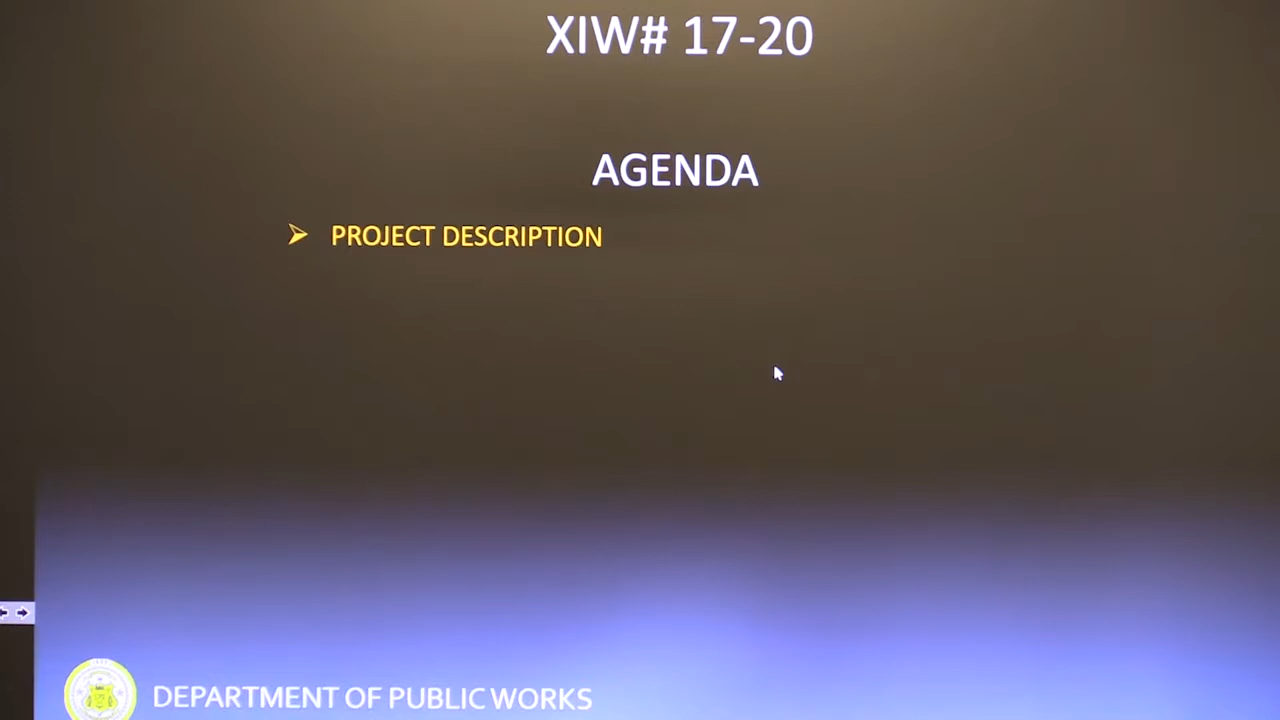 XIW# 17-20
AGENDA
PROJECT DESCRIPTION
DEPARTMENT OF PUBLIC WORKS